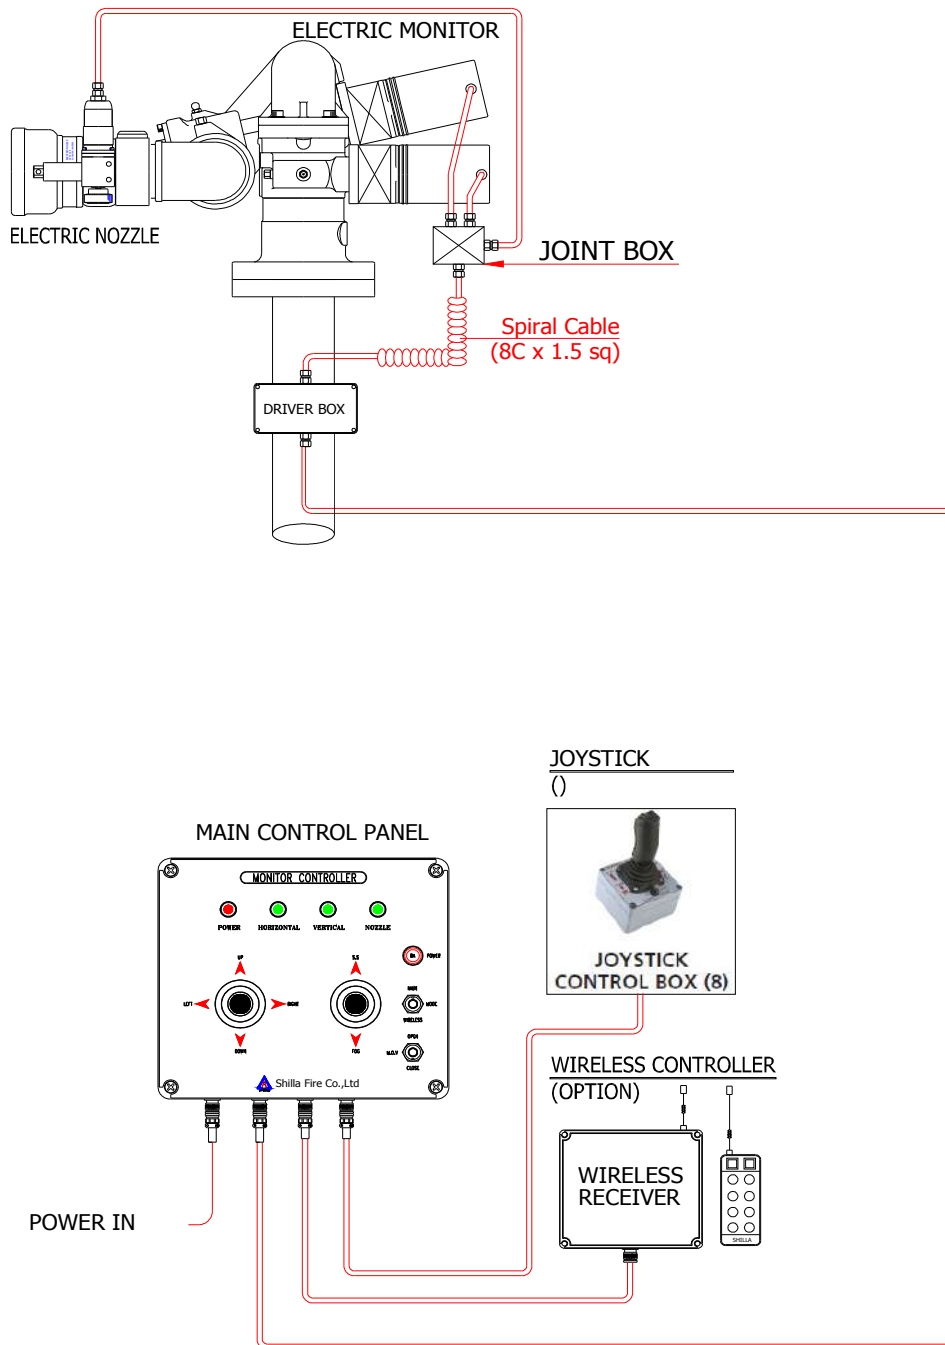 ELECTRIC MONITOR
ELECTRIC NOZZLE
JOINT BOX
Spiral Cable
(8C x 1.5 sq)
DRIVER BOX
JOYSTICK
()
MAIN CONTROL PANEL
MONITOR CONTROLLER
POWER
HORIZONTAL
VERTICAL
NOZZLE
UP
LEFT
RIGHT
DOWN
S.S
FOG
POWER
MODE
WIRELESS
OPEN
M.O.V
CLOSE
Shilla Fire Co.,Ltd
JOYSTICK
CONTROL BOX (8)
WIRELESS CONTROLLER
(OPTION)
WIRELESS
RECEIVER
SHILLA
POWER IN